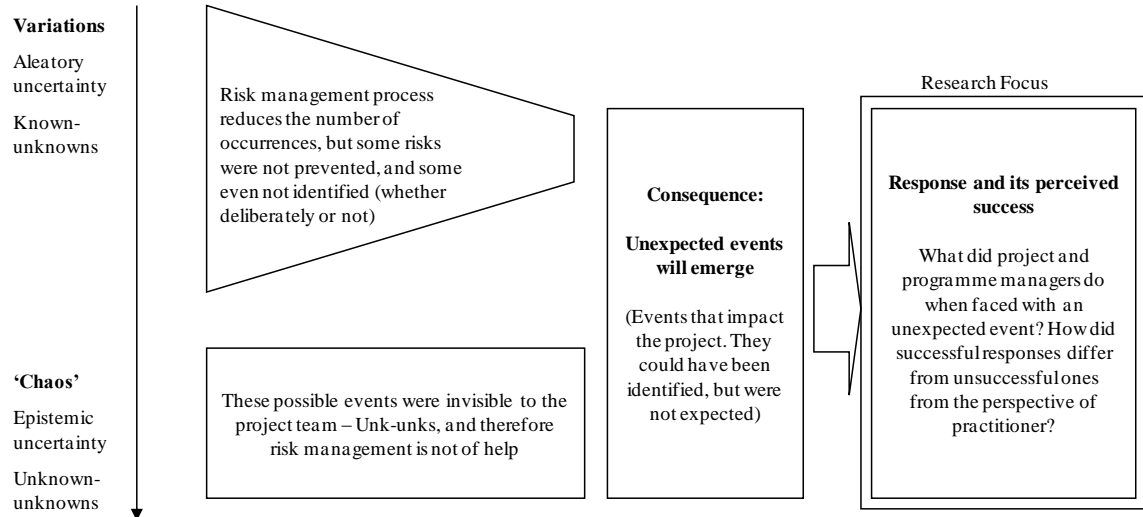 Variations
Aleatory
uncertainty
Known-
unknowns
Risk management process
reduces the number of
occurrences, but some risks
were not prevented, and some
even not identified (whether
deliberately or not)
‘Chaos’
Epistemic
uncertainty
Unknown-
unknowns
These possible events were invisible to the
project team – Unk-unks, and therefore
risk management is not of help
Consequence:
Unexpected events
will emerge
(Events that impact
the project. They
could have been
identified, but were
not expected)
Research Focus
Response and its perceived
success
What did project and
programme managers do
when faced with an
unexpected event? How did
successful responses differ
from unsuccessful ones
from the perspective of
practitioner?